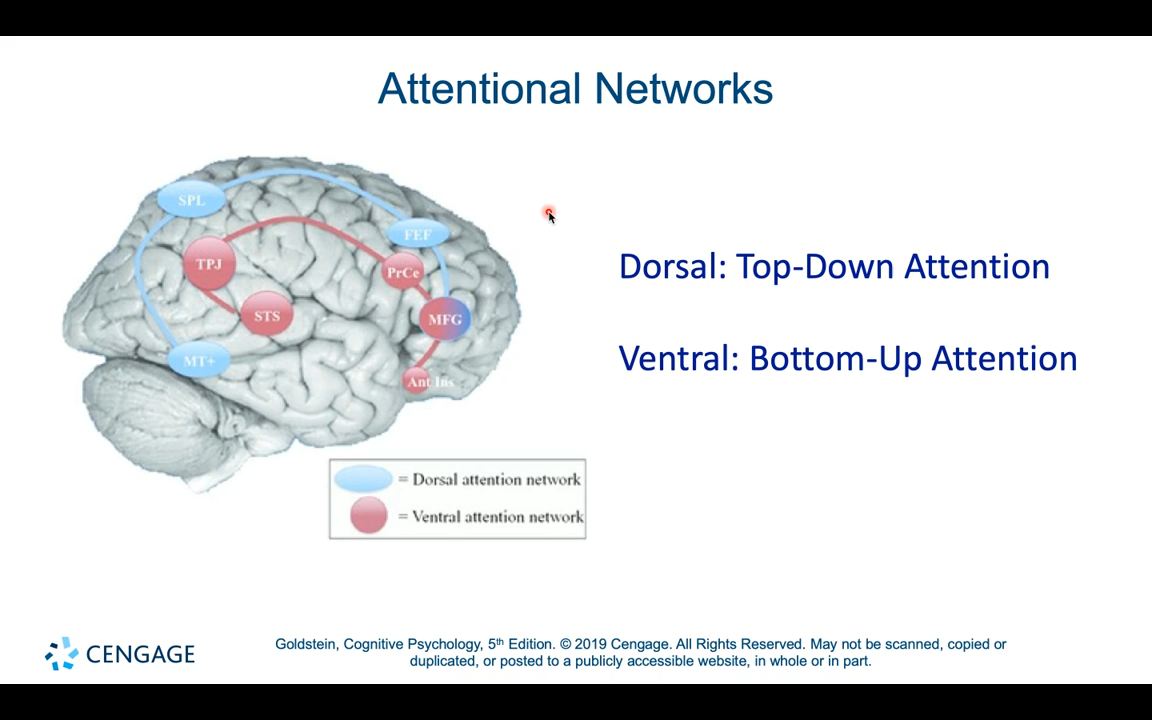 Attentional Networks
SPL
FEF
TPJ
PrCe
STS
MFG
MT+
Ant Ins
Dorsal: Top-Down Attention
Ventral: Bottom-Up Attention
= Dorsal attention network
= Ventral attention network
CENGAGE
Goldstein, Cognitive Psychology, 5th Edition. © 2019 Cengage. All Rights Reserved. May not be scanned, copied or
duplicated, or posted to a publicly accessible website, in whole or in part.